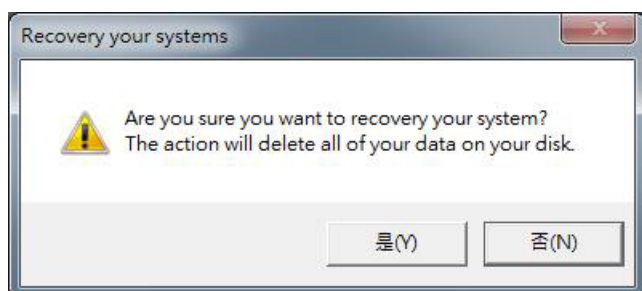 Recovery your systems
Are you sure you want to recovery your system?
The action will delete all of your data on your disk.
是(Y)
否(N)